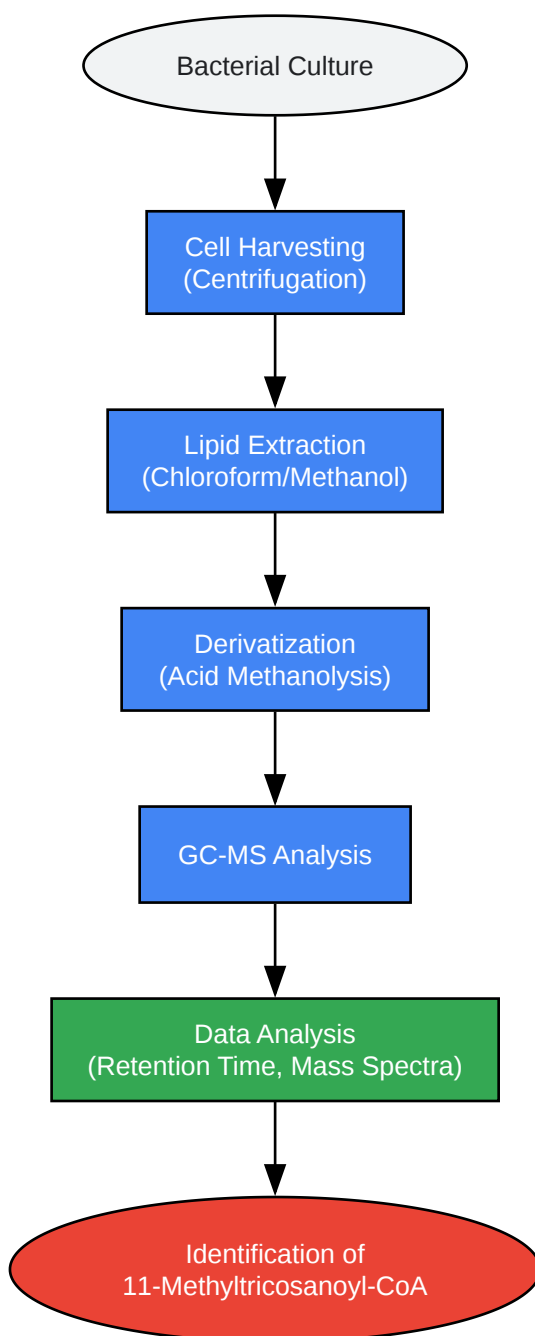 Bacterial Culture
Cell Harvesting
(Centrifugation)
Lipid Extraction
(Chloroform/Methanol)
Derivatization
(Acid Methanolysis)
GC-MS Analysis
Data Analysis
(Retention Time, Mass Spectra)
Identification of
11-Methyltricosanoyl-CoA